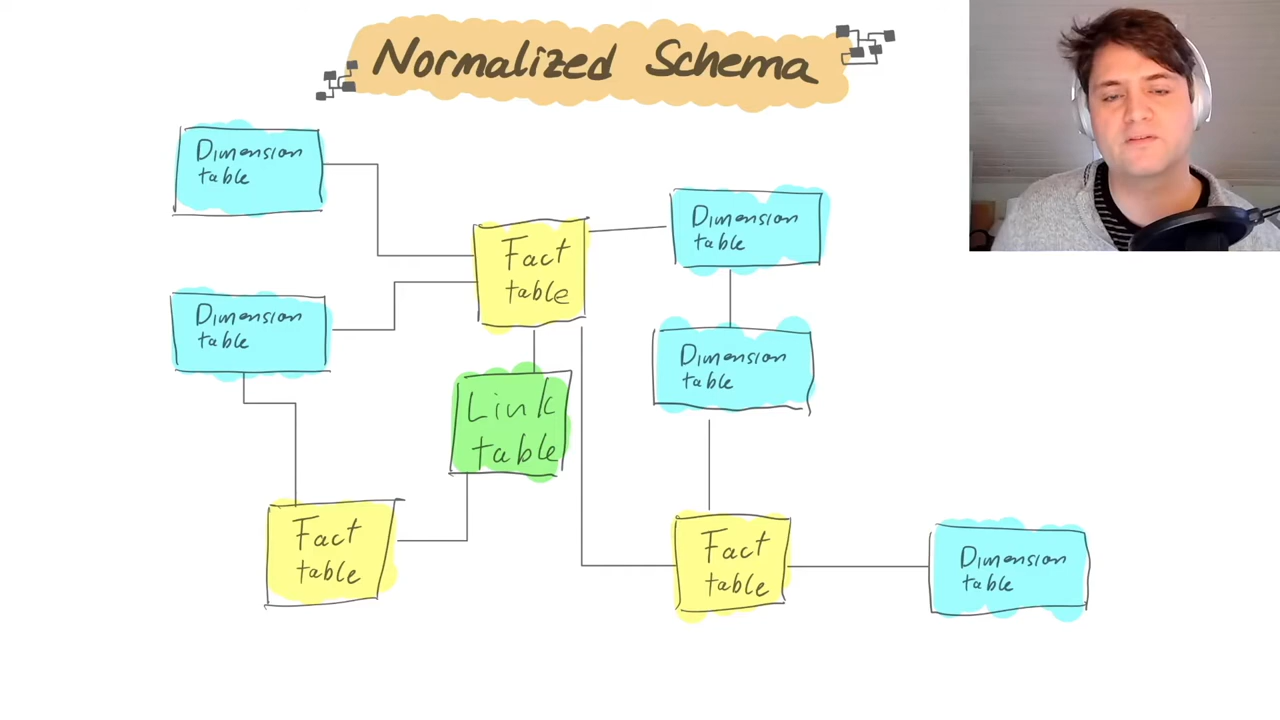 Normalized Schema
Dimension
table
Dimension
table
Fact
table
Dimension
table
Dimension
table
Link
table
Fact
table
Fact
table
Dimension
table